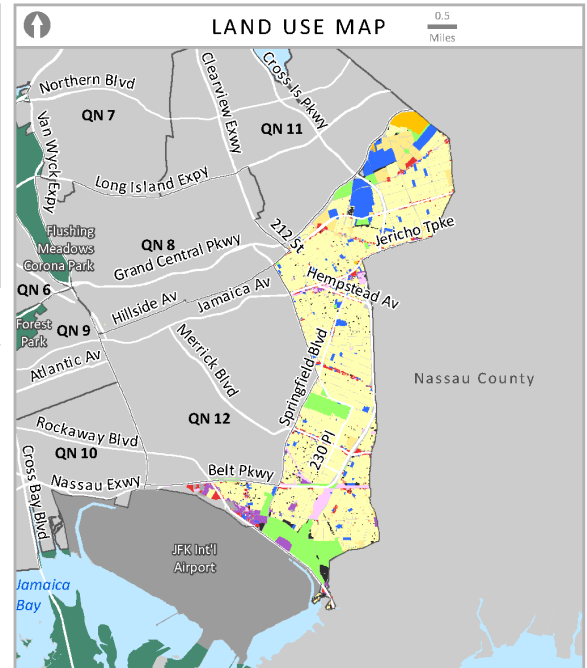 LAND USE MAP
0.5
Miles
Northern Blvd
Clearview Exwy
Cross Is Pkwy
QN 7
QN 11
Van Wyck Exwy
Long Island Expy
Flushing
Meadows
Corona Park
QN 8
212 St
Jericho Tpke
Grand Central Pkwy
QN 6
Hillside Av
Jamaica Av
Hempstead Av
Forest
Park
QN 9
Merrick Blvd
Springfield Blvd
Atlantic Av
Nassau County
QN 12
Rockaway Blvd
230 Pl
QN 10
Cross Bay Blvd
Nassau Exwy
Belt Pkwy
JFK Int'l
Airport
Jamaica
Bay